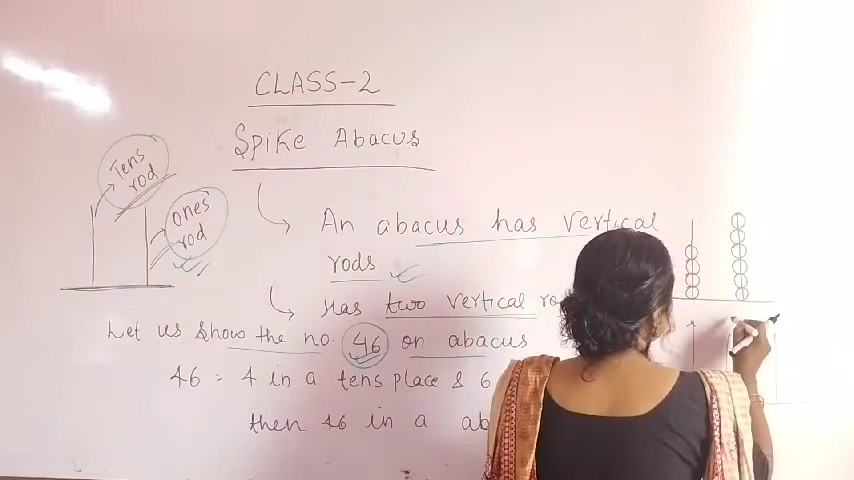 CLASS-2
Spike Abacus
Tens
rod
ones
rod
An abacus has vertical
rods.
Has two vertical
Let us show the no. 46 on abacus
46 = 4 in a tens place & 6
then 46 in a